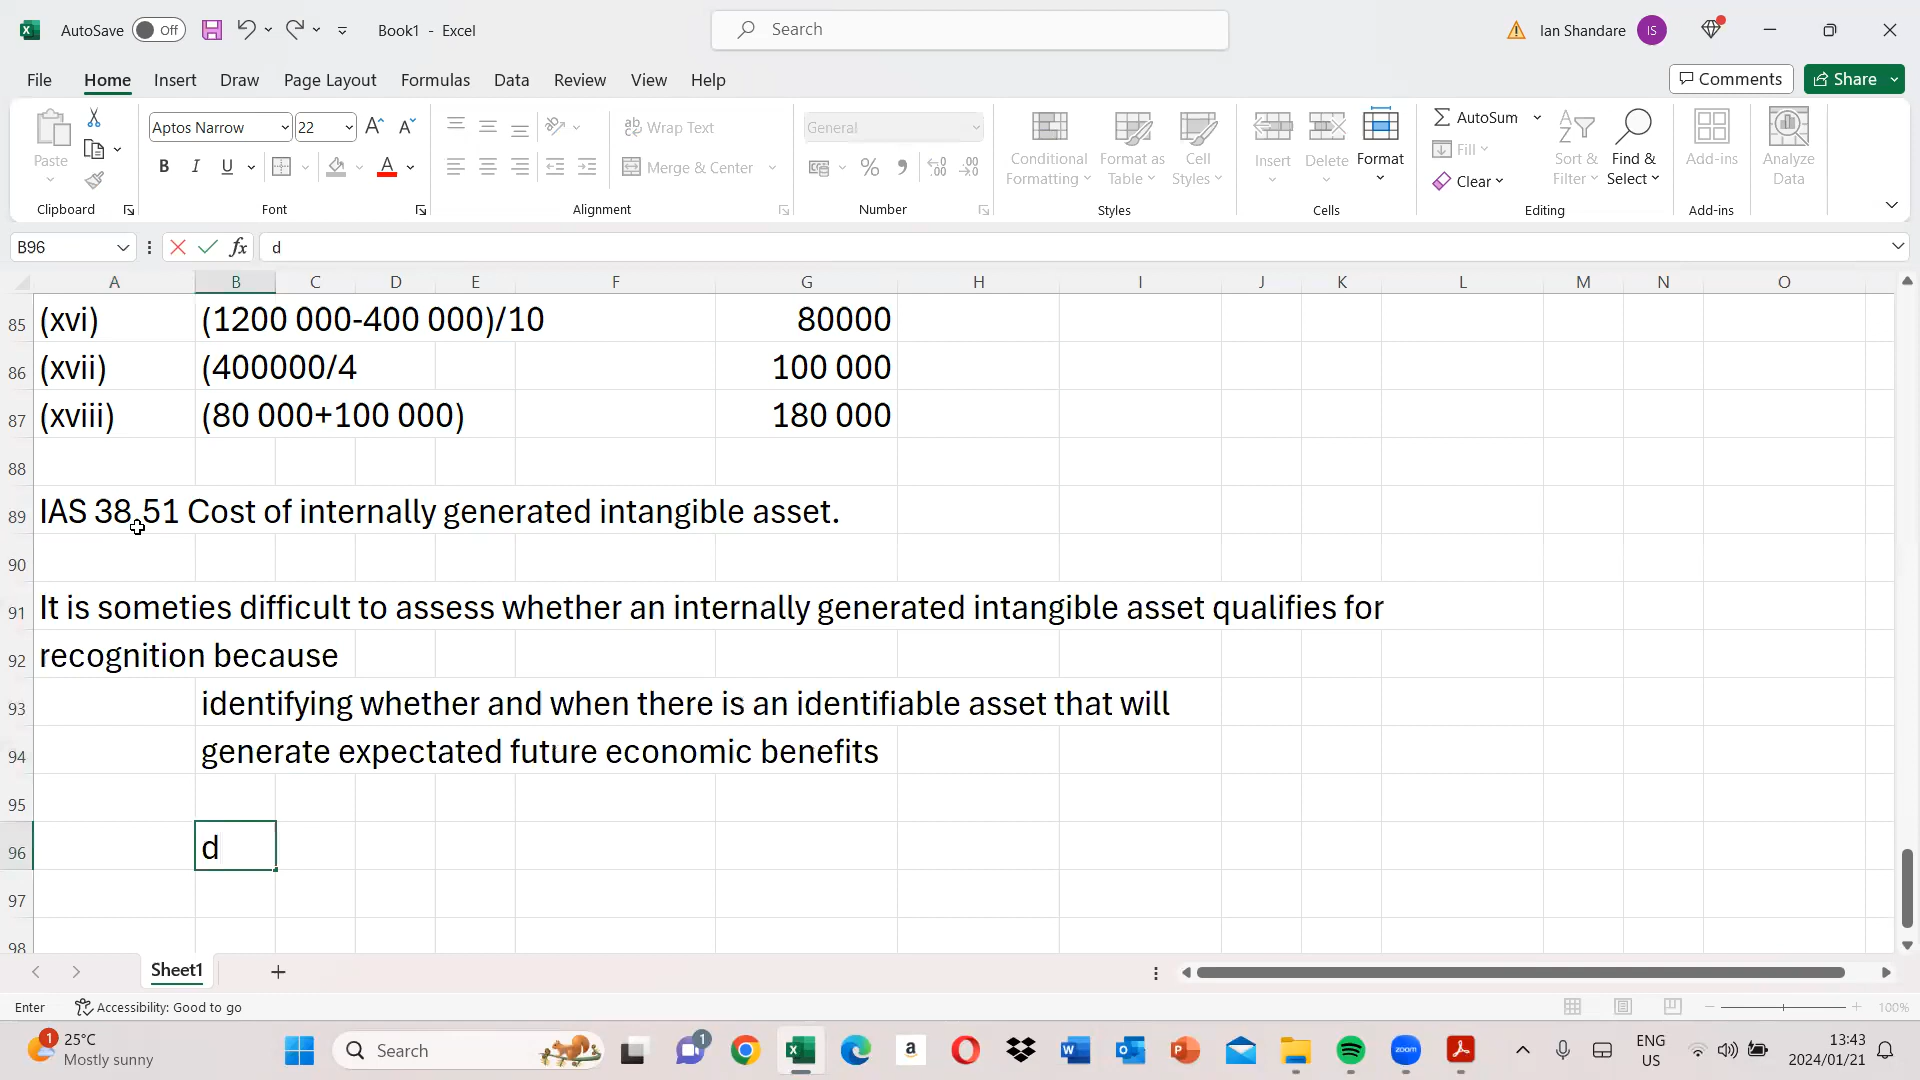 AutoSave Off Book1 - Excel Search Ian Shandare IS
File Home Insert Draw Page Layout Formulas Data Review View Help Comments Share
Paste
Clipboard
Aptos Narrow 22
B I U
Font
Wrap Text
Merge & Center
Alignment
General
Number
Conditional Formatting
Format as Table
Cell Styles
Styles
Insert Delete Format
Cells
AutoSum
Fill
Clear
Sort & Filter
Find & Select
Editing
Add-ins
Add-ins
Analyze Data
B96 fx d
A B C D E F G H I J K L M N O
85 (xvi) (1200 000-400 000)/10 80000
86 (xvii) (400000/4 100 000
87 (xviii) (80 000+100 000) 180 000
88
89 IAS 38.51 Cost of internally generated intangible asset.
90
91 It is someties difficult to assess whether an internally generated intangible asset qualifies for
92 recognition because
93 identifying whether and when there is an identifiable asset that will
94 generate expectated future economic benefits
95
96 d
97
98
Sheet1
Enter Accessibility: Good to go 100%
1 25°C
Mostly sunny
Search
1
a
zoom
ENG
US
13:43
2024/01/21